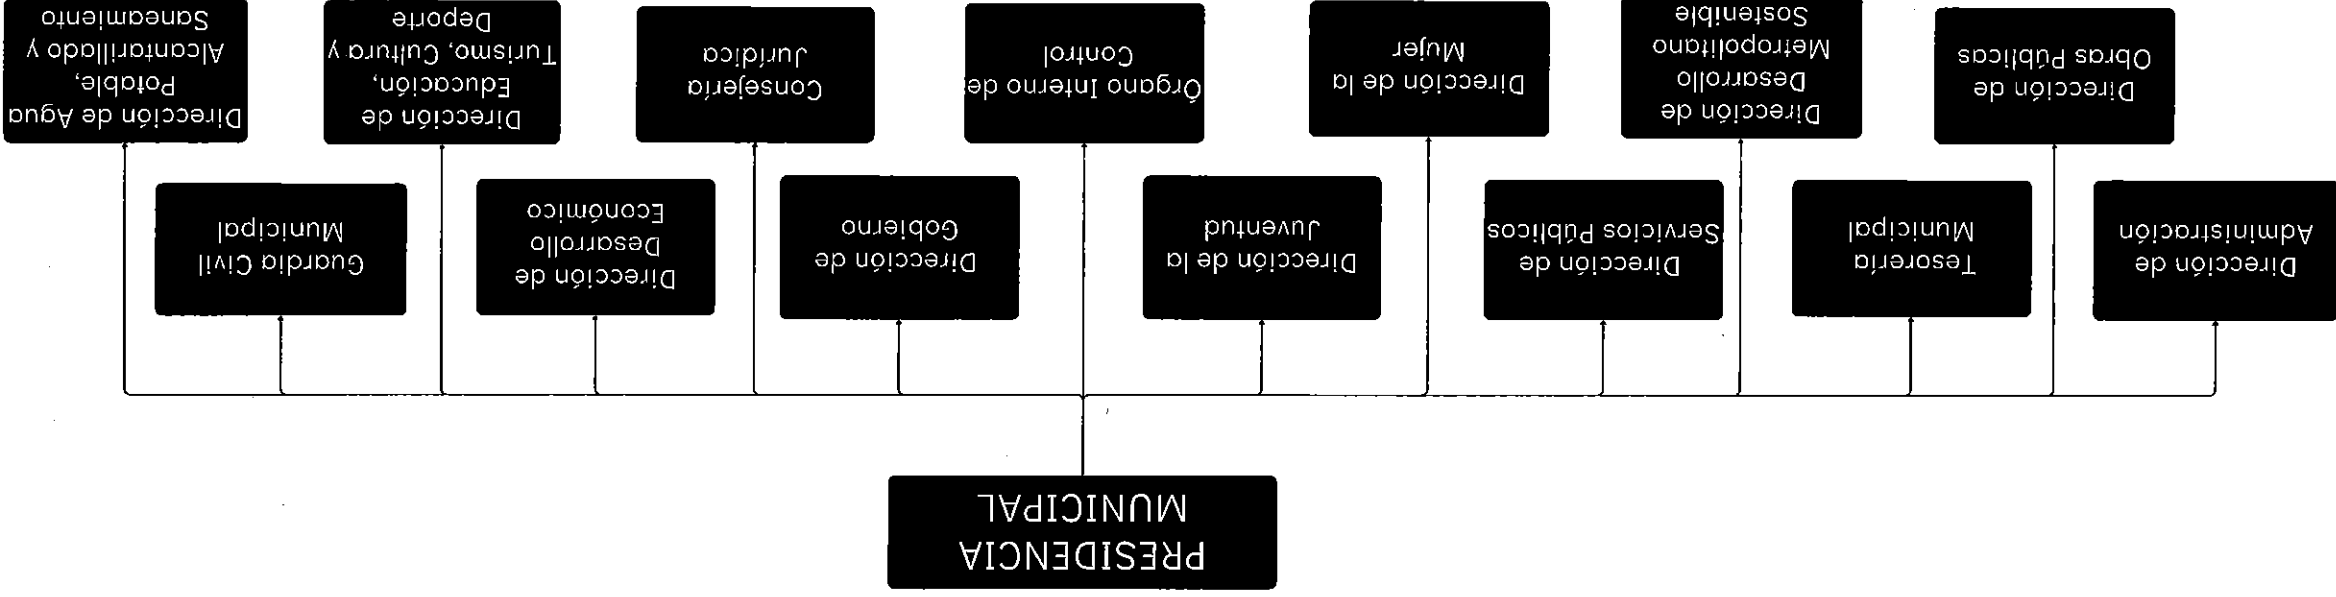 PRESIDENCIA
MUNICIPAL
Dirección de
Administración
Tesorería
Municipal
Dirección de
Servicios Públicos
Dirección de la
Juventud
Dirección de
Gobierno
Dirección de
Desarrollo
Económico
Guardia Civil
Municipal
Dirección de
Obras Públicas
Dirección de
Desarrollo
Metropolitano
Sostenible
Dirección de la
Mujer
Órgano Interno de
Control
Consejería
Jurídica
Dirección de
Educación,
Turismo, Cultura y
Deporte
Dirección de Agua
Potable,
Alcantarillado y
Saneamiento